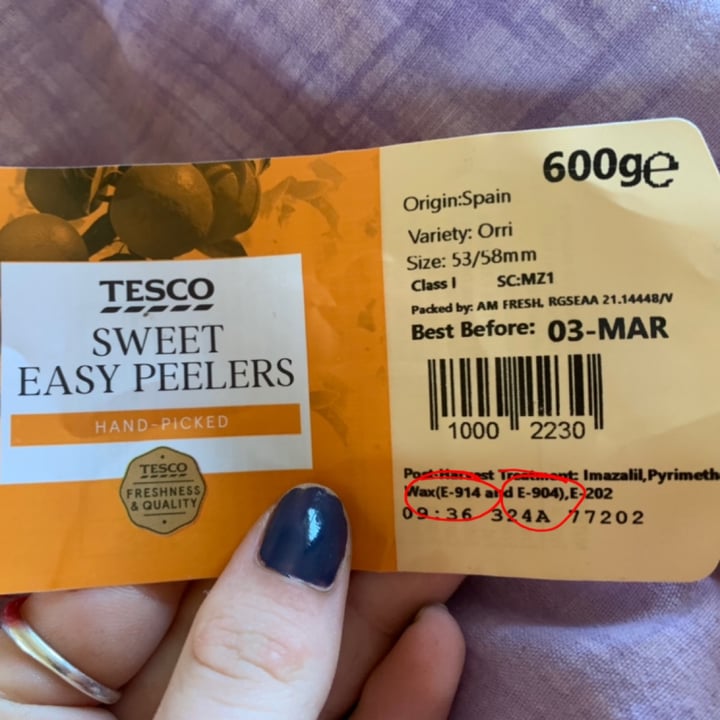 TESCO
SWEET
EASY PEELERS
HAND-PICKED
TESCO
FRESHNESS
& QUALITY
600g℮
Origin:Spain
Variety: Orri
Size: 53/58mm
Class I SC:MZ1
Packed by: AM FRESH. RGSEAA 21.14448/V
Best Before: 03-MAR
1000 2230
Post-Harvest Treatment: Imazalil,Pyrimeth
Wax(E-914 and E-904),E-202
09:36 324A 77202